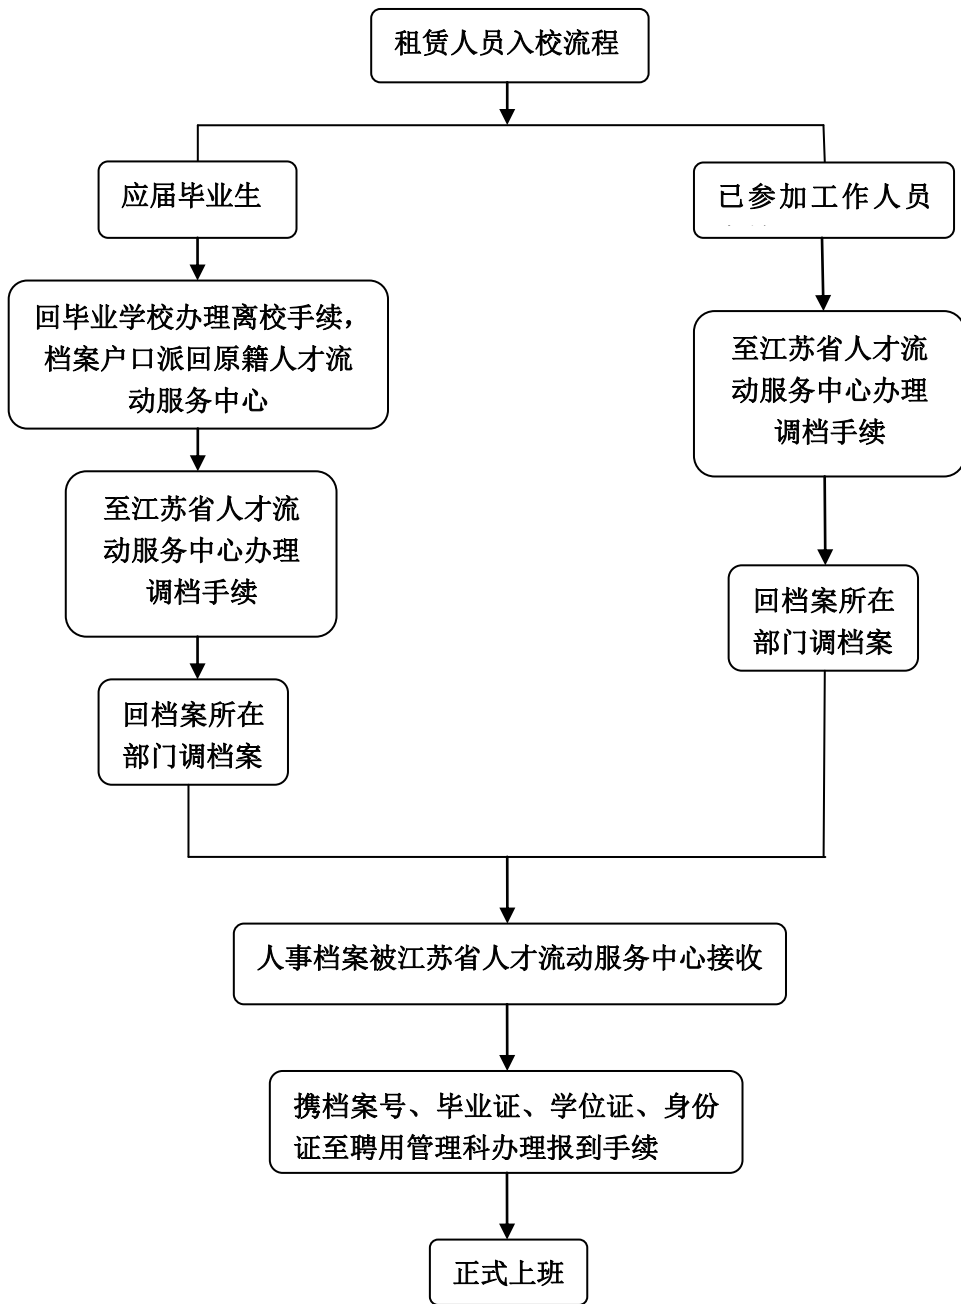 租赁人员入校流程
应届毕业生
已参加工作人员
回毕业学校办理离校手续，
档案户口派回原籍人才流
动服务中心
至江苏省人才流
动服务中心办理
调档手续
至江苏省人才流
动服务中心办理
调档手续
回档案所在
部门调档案
回档案所在
部门调档案
人事档案被江苏省人才流动服务中心接收
携档案号、毕业证、学位证、身份
证至聘用管理科办理报到手续
正式上班